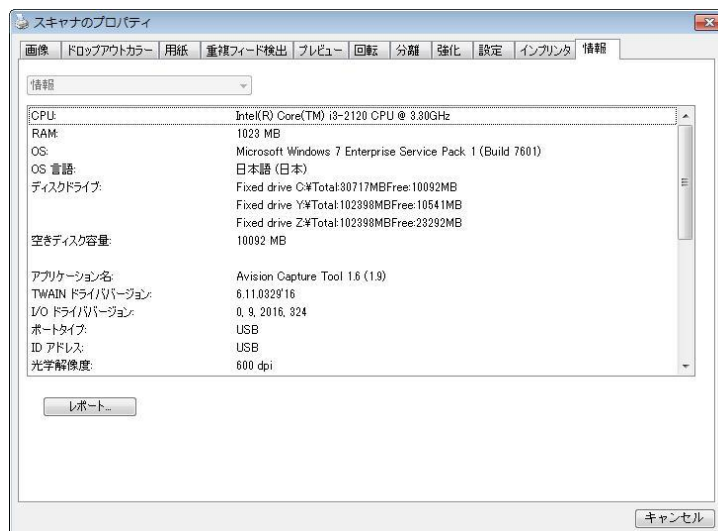 スキャナのプロパティ
画像 ドロップアウトカラー 用紙 重複フィード検出 プレビュー 回転 分離 強化 設定 インプリンタ 情報
情報
CPU: Intel(R) Core(TM) i3-2120 CPU @ 3.30GHz
RAM: 1023 MB
OS: Microsoft Windows 7 Enterprise Service Pack 1 (Build 7601)
OS 言語: 日本語 (日本)
ディスクドライブ: Fixed drive C:¥Total:30717MBFree:10092MB
Fixed drive Y:¥Total:102398MBFree:10541MB
Fixed drive Z:¥Total:102398MBFree:23292MB
空きディスク容量: 10092 MB
アプリケーション名: Avision Capture Tool 1.6 (1.9)
TWAIN ドライババージョン: 6.11.0329'16
I/O ドライババージョン: 0, 9, 2016, 324
ポートタイプ: USB
ID アドレス: USB
光学解像度: 600 dpi
レポート...
キャンセル